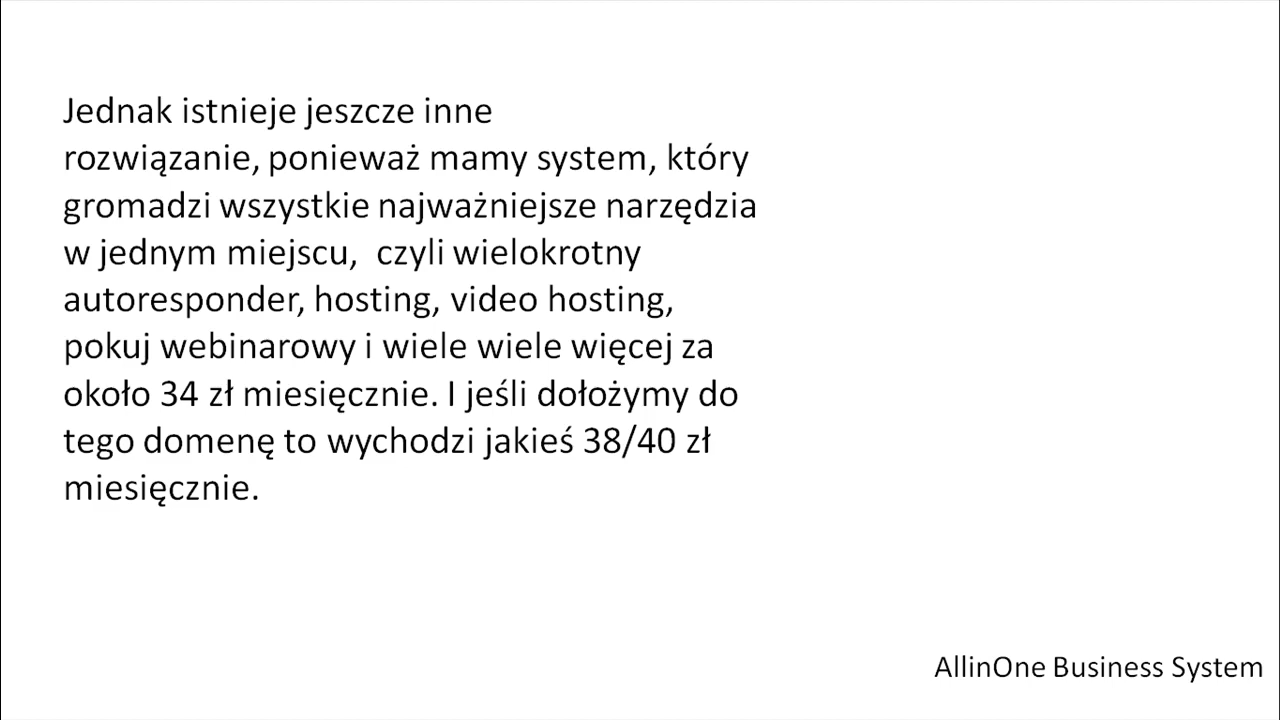 Jednak istnieje jeszcze inne
rozwiązanie, ponieważ mamy system, który
gromadzi wszystkie najważniejsze narzędzia
w jednym miejscu,  czyli wielokrotny
autoresponder, hosting, video hosting,
pokuj webinarowy i wiele wiele więcej za
około 34 zł miesięcznie. I jeśli dołożymy do
tego domenę to wychodzi jakieś 38/40 zł
miesięcznie.
AllinOne Business System